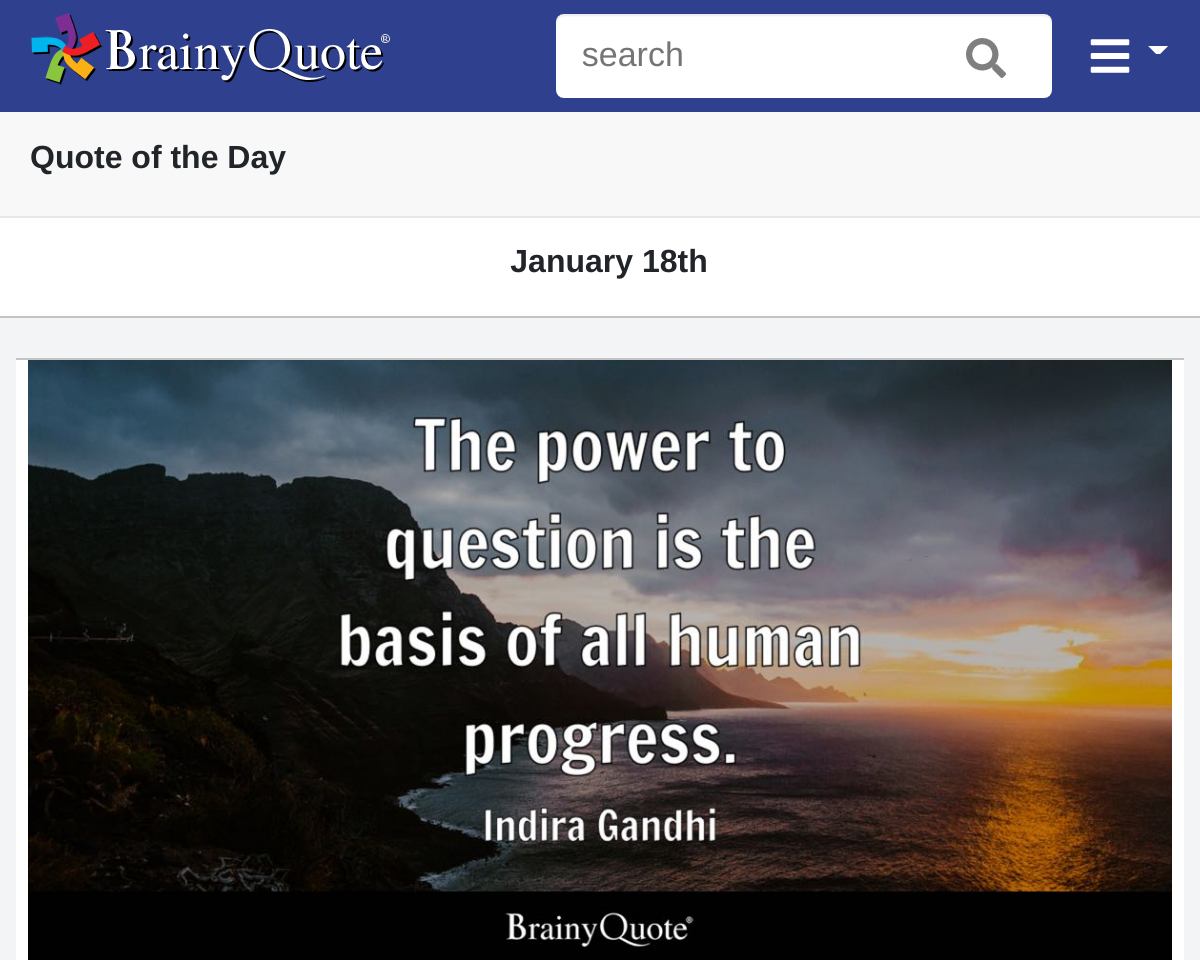 BrainyQuote®
search
Quote of the Day
January 18th
The power to
question is the
basis of all human
progress.
Indira Gandhi
BrainyQuote®